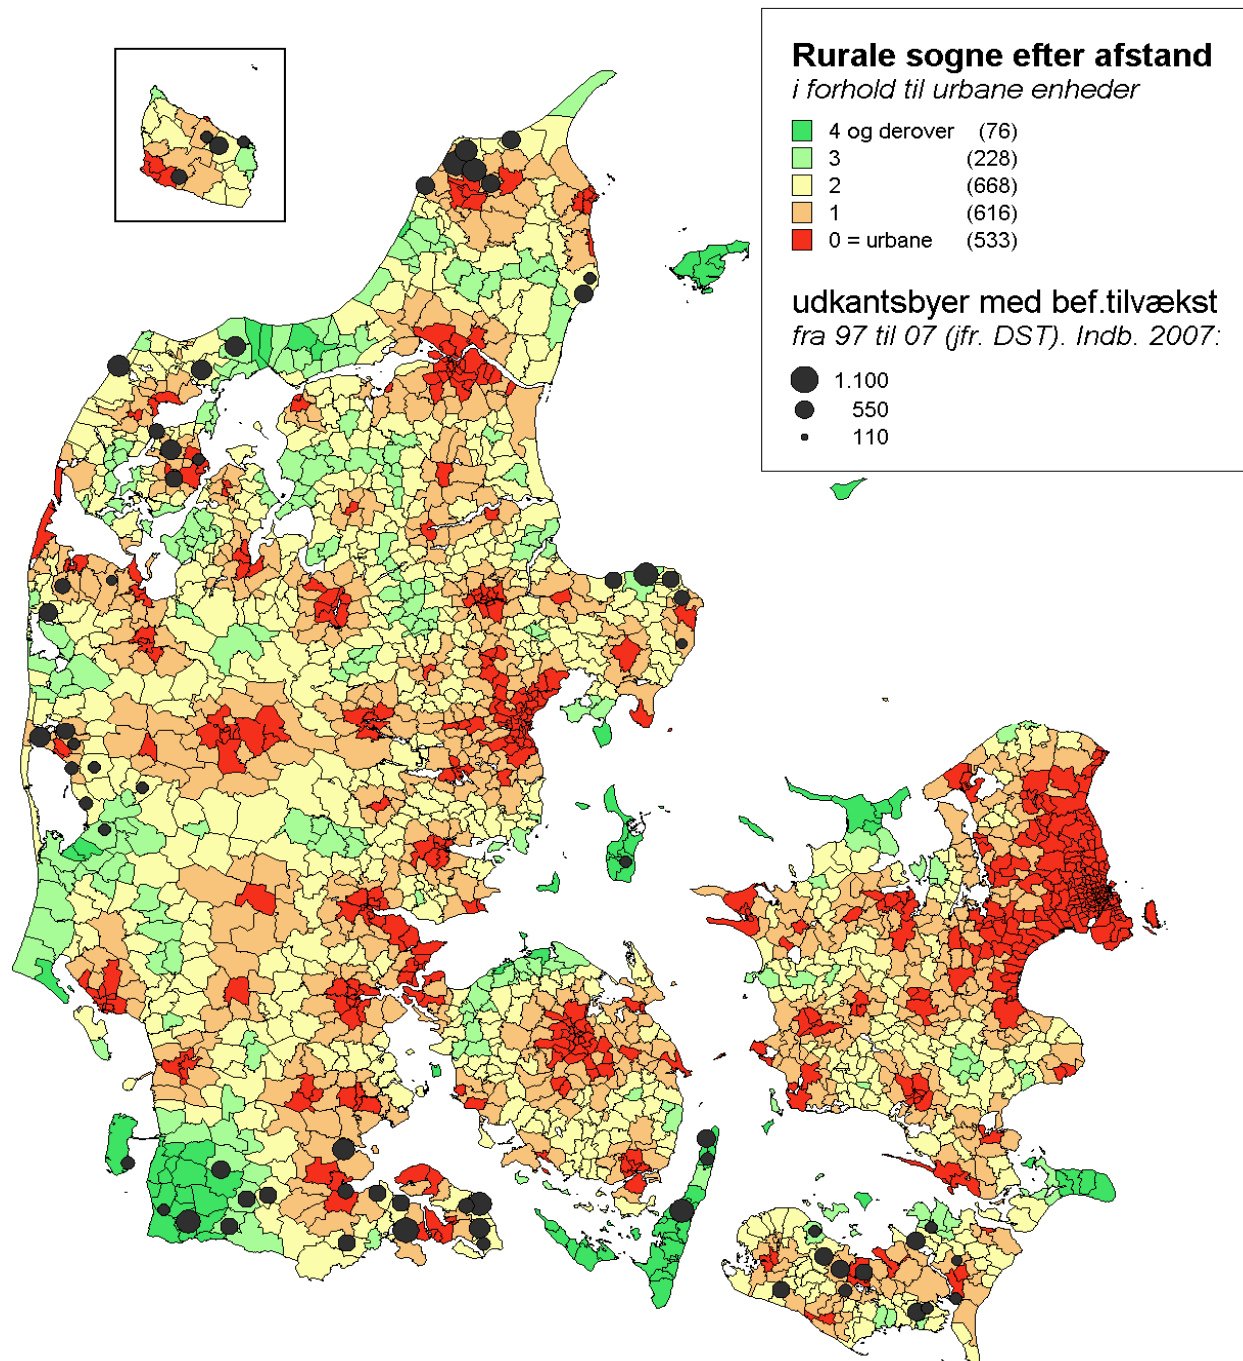 Rurale sogne efter afstand
i forhold til urbane enheder
4 og derover (76)
3 (228)
2 (668)
1 (616)
0 = urbane (533)
udkantsbyer med bef.tilvækst
fra 97 til 07 (jfr. DST). Indb. 2007:
1.100
550
110